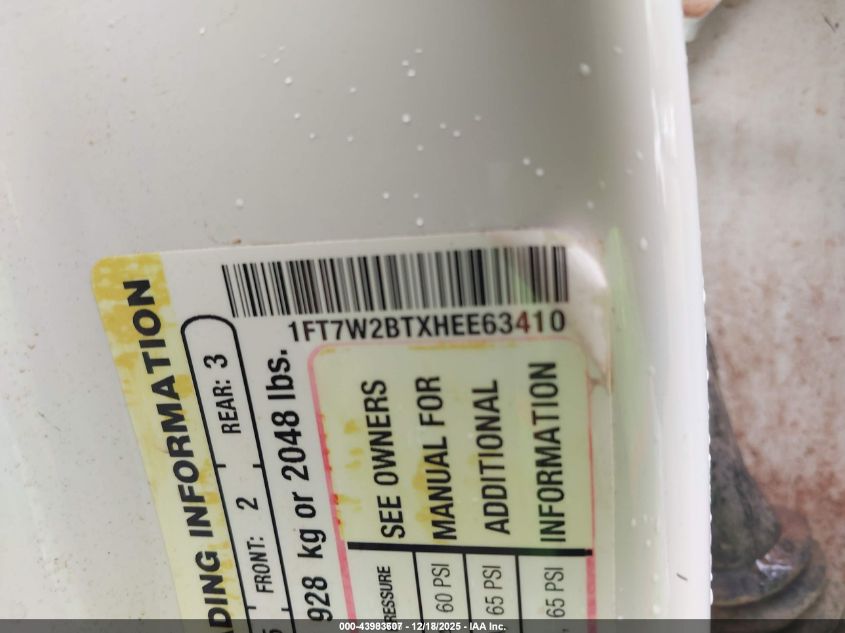 DING INFORMATION
FRONT: 2 REAR: 3
928 kg or 2048 lbs.
1FT7W2BTXHEE63410
RESSURE
60 PSI
65 PSI
65 PSI
SEE OWNERS
MANUAL FOR
ADDITIONAL
INFORMATION
000-43983607 - 12/18/2025 - IAA Inc.